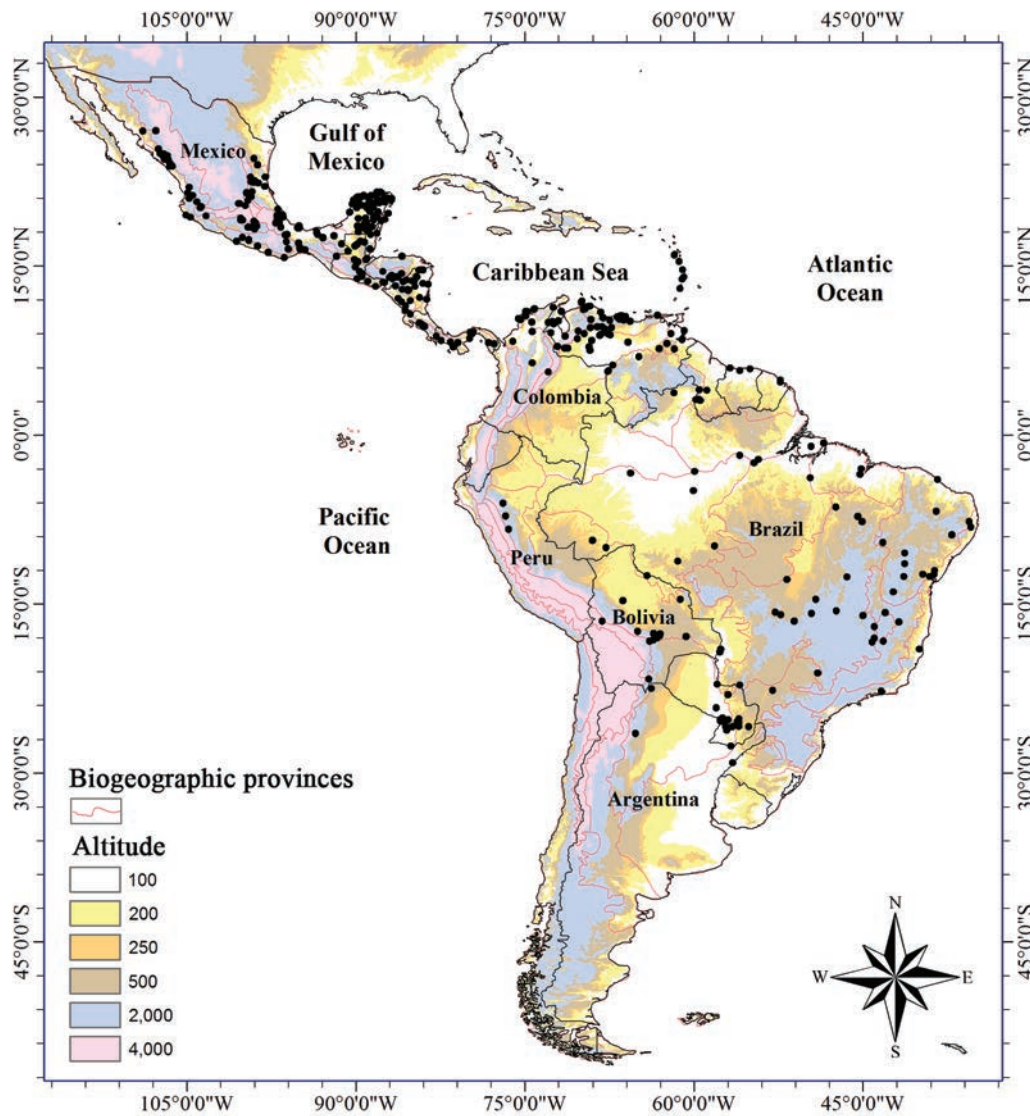 105°0'0"W 90°0'0"W 75°0'0"W 60°0'0"W 45°0'0"W
30°0'0"N
30°0'0"N
Gulf of
Mexico
Mexico
15°0'0"N
15°0'0"N
Caribbean Sea
Atlantic
Ocean
Colombia
0°0'0"
0°0'0"
Pacific
Ocean
Brazil
Peru
15°0'0"S
15°0'0"S
Bolivia
Biogeographic provinces
30°0'0"S
30°0'0"S
Argentina
Altitude
100
200
250
500
2,000
4,000
45°0'0"S
45°0'0"S
N
W E
S
105°0'0"W 90°0'0"W 75°0'0"W 60°0'0"W 45°0'0"W